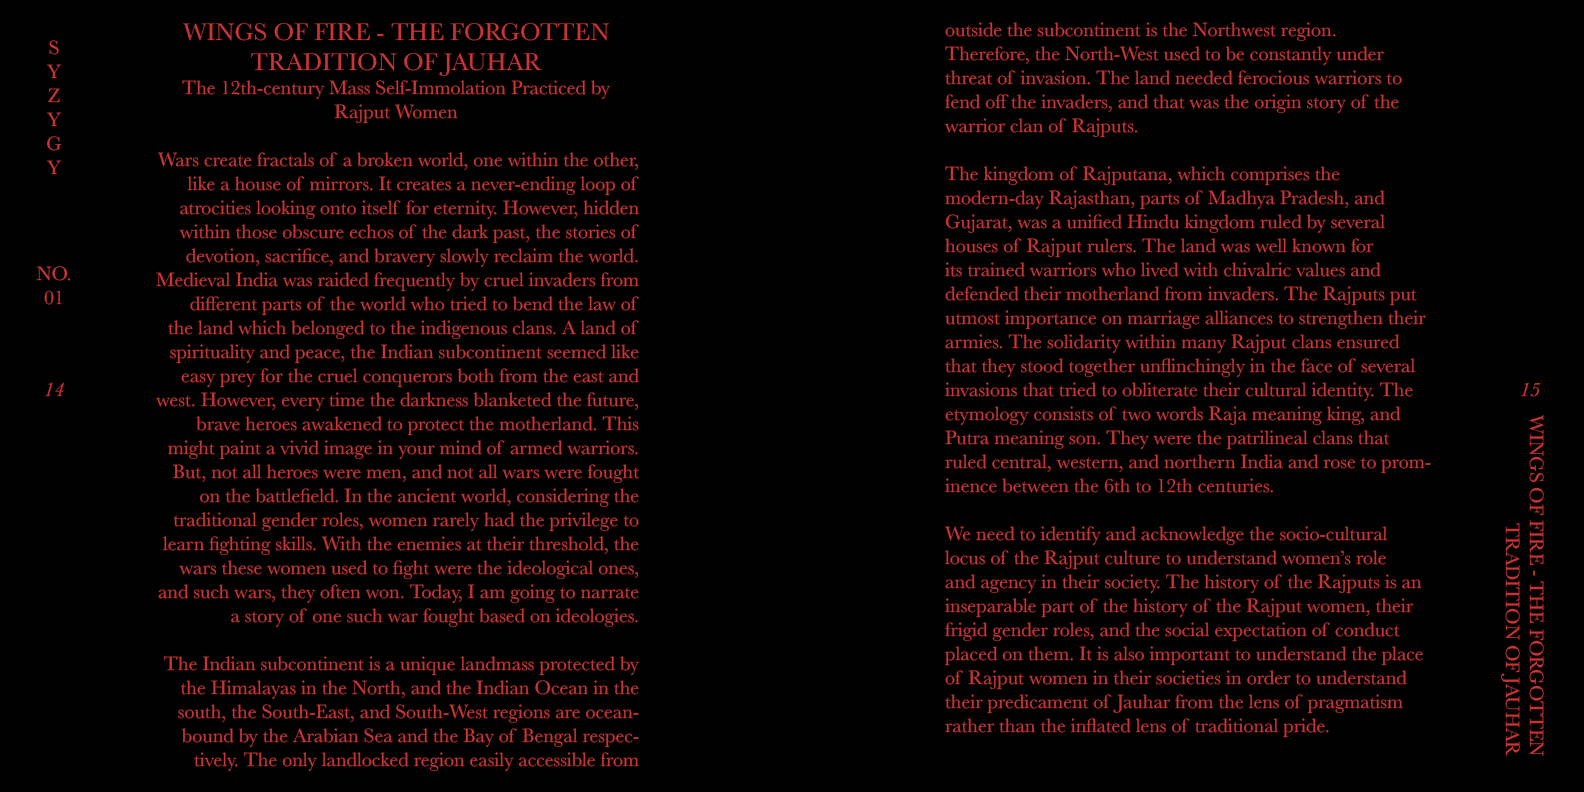 S
Y
Z
Y
G
Y
NO.
01
14
WINGS OF FIRE - THE FORGOTTEN
TRADITION OF JAUHAR
The 12th-century Mass Self-Immolation Practiced by
Rajput Women
Wars create fractals of a broken world, one within the other,
like a house of mirrors. It creates a never-ending loop of
atrocities looking onto itself for eternity. However, hidden
within those obscure echos of the dark past, the stories of
devotion, sacrifice, and bravery slowly reclaim the world.
Medieval India was raided frequently by cruel invaders from
different parts of the world who tried to bend the law of
the land which belonged to the indigenous clans. A land of
spirituality and peace, the Indian subcontinent seemed like
easy prey for the cruel conquerors both from the east and
west. However, every time the darkness blanketed the future,
brave heroes awakened to protect the motherland. This
might paint a vivid image in your mind of armed warriors.
But, not all heroes were men, and not all wars were fought
on the battlefield. In the ancient world, considering the
traditional gender roles, women rarely had the privilege to
learn fighting skills. With the enemies at their threshold, the
wars these women used to fight were the ideological ones,
and such wars, they often won. Today, I am going to narrate
a story of one such war fought based on ideologies.
The Indian subcontinent is a unique landmass protected by
the Himalayas in the North, and the Indian Ocean in the
south, the South-East, and South-West regions are ocean-
bound by the Arabian Sea and the Bay of Bengal respec-
tively. The only landlocked region easily accessible from
outside the subcontinent is the Northwest region.
Therefore, the North-West used to be constantly under
threat of invasion. The land needed ferocious warriors to
fend off the invaders, and that was the origin story of the
warrior clan of Rajputs.
The kingdom of Rajputana, which comprises the
modern-day Rajasthan, parts of Madhya Pradesh, and
Gujarat, was a unified Hindu kingdom ruled by several
houses of Rajput rulers. The land was well known for
its trained warriors who lived with chivalric values and
defended their motherland from invaders. The Rajputs put
utmost importance on marriage alliances to strengthen their
armies. The solidarity within many Rajput clans ensured
that they stood together unflinchingly in the face of several
invasions that tried to obliterate their cultural identity. The
etymology consists of two words Raja meaning king, and
Putra meaning son. They were the patrilineal clans that
ruled central, western, and northern India and rose to prom-
inence between the 6th to 12th centuries.
We need to identify and acknowledge the socio-cultural
locus of the Rajput culture to understand women’s role
and agency in their society. The history of the Rajputs is an
inseparable part of the history of the Rajput women, their
frigid gender roles, and the social expectation of conduct
placed on them. It is also important to understand the place
of Rajput women in their societies in order to understand
their predicament of Jauhar from the lens of pragmatism
rather than the inflated lens of traditional pride.
15
WINGS OF FIRE - THE FORGOTTEN
TRADITION OF JAUHAR